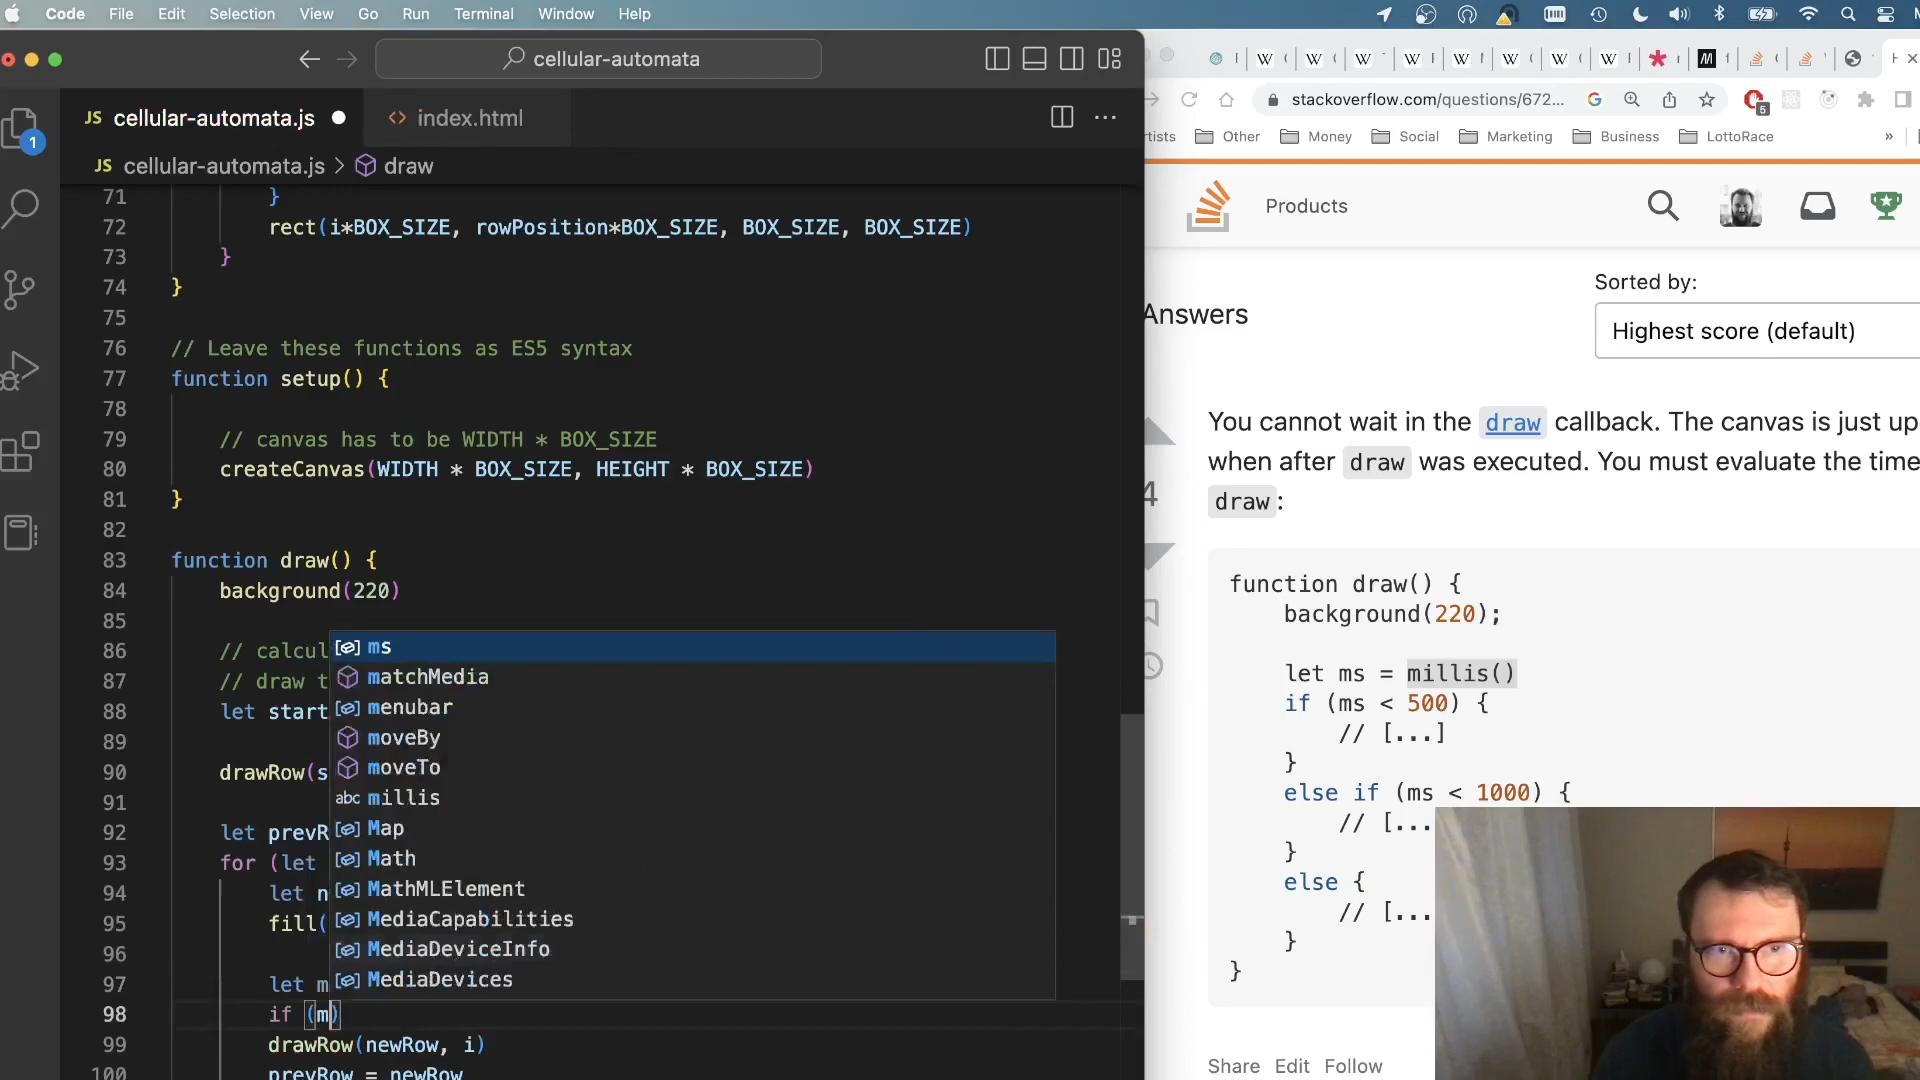 Code File Edit Selection View Go Run Terminal Window Help
cellular-automata
JS cellular-automata.js
<> index.html
JS cellular-automata.js > draw
1
71 }
72 rect(i*BOX_SIZE, rowPosition*BOX_SIZE, BOX_SIZE, BOX_SIZE)
73 }
74 }
75
76 // Leave these functions as ES5 syntax
77 function setup() {
78
79 // canvas has to be WIDTH * BOX_SIZE
80 createCanvas(WIDTH * BOX_SIZE, HEIGHT * BOX_SIZE)
81 }
82
83 function draw() {
84 background(220)
85
86 // calcul
87 // draw t
88 let start
89
90 drawRow(s
91
92 let prevR
93 for (let
94 let n
95 fill(
96
97 let m
98 if (m)
99 drawRow(newRow, i)
100 prevRow = newRow
ms
matchMedia
menubar
moveBy
moveTo
abc millis
Map
Math
MathMLElement
MediaCapabilities
MediaDeviceInfo
MediaDevices
stackoverflow.com/questions/672...
5
rtists Other Money Social Marketing Business LottoRace »
Products
Answers
Sorted by:
Highest score (default)
4
You cannot wait in the draw callback. The canvas is just up
when after draw was executed. You must evaluate the time
draw:
function draw() {
background(220);
let ms = millis()
if (ms < 500) {
// [...]
}
else if (ms < 1000) {
// [...
}
else {
// [...
}
}
Share Edit Follow